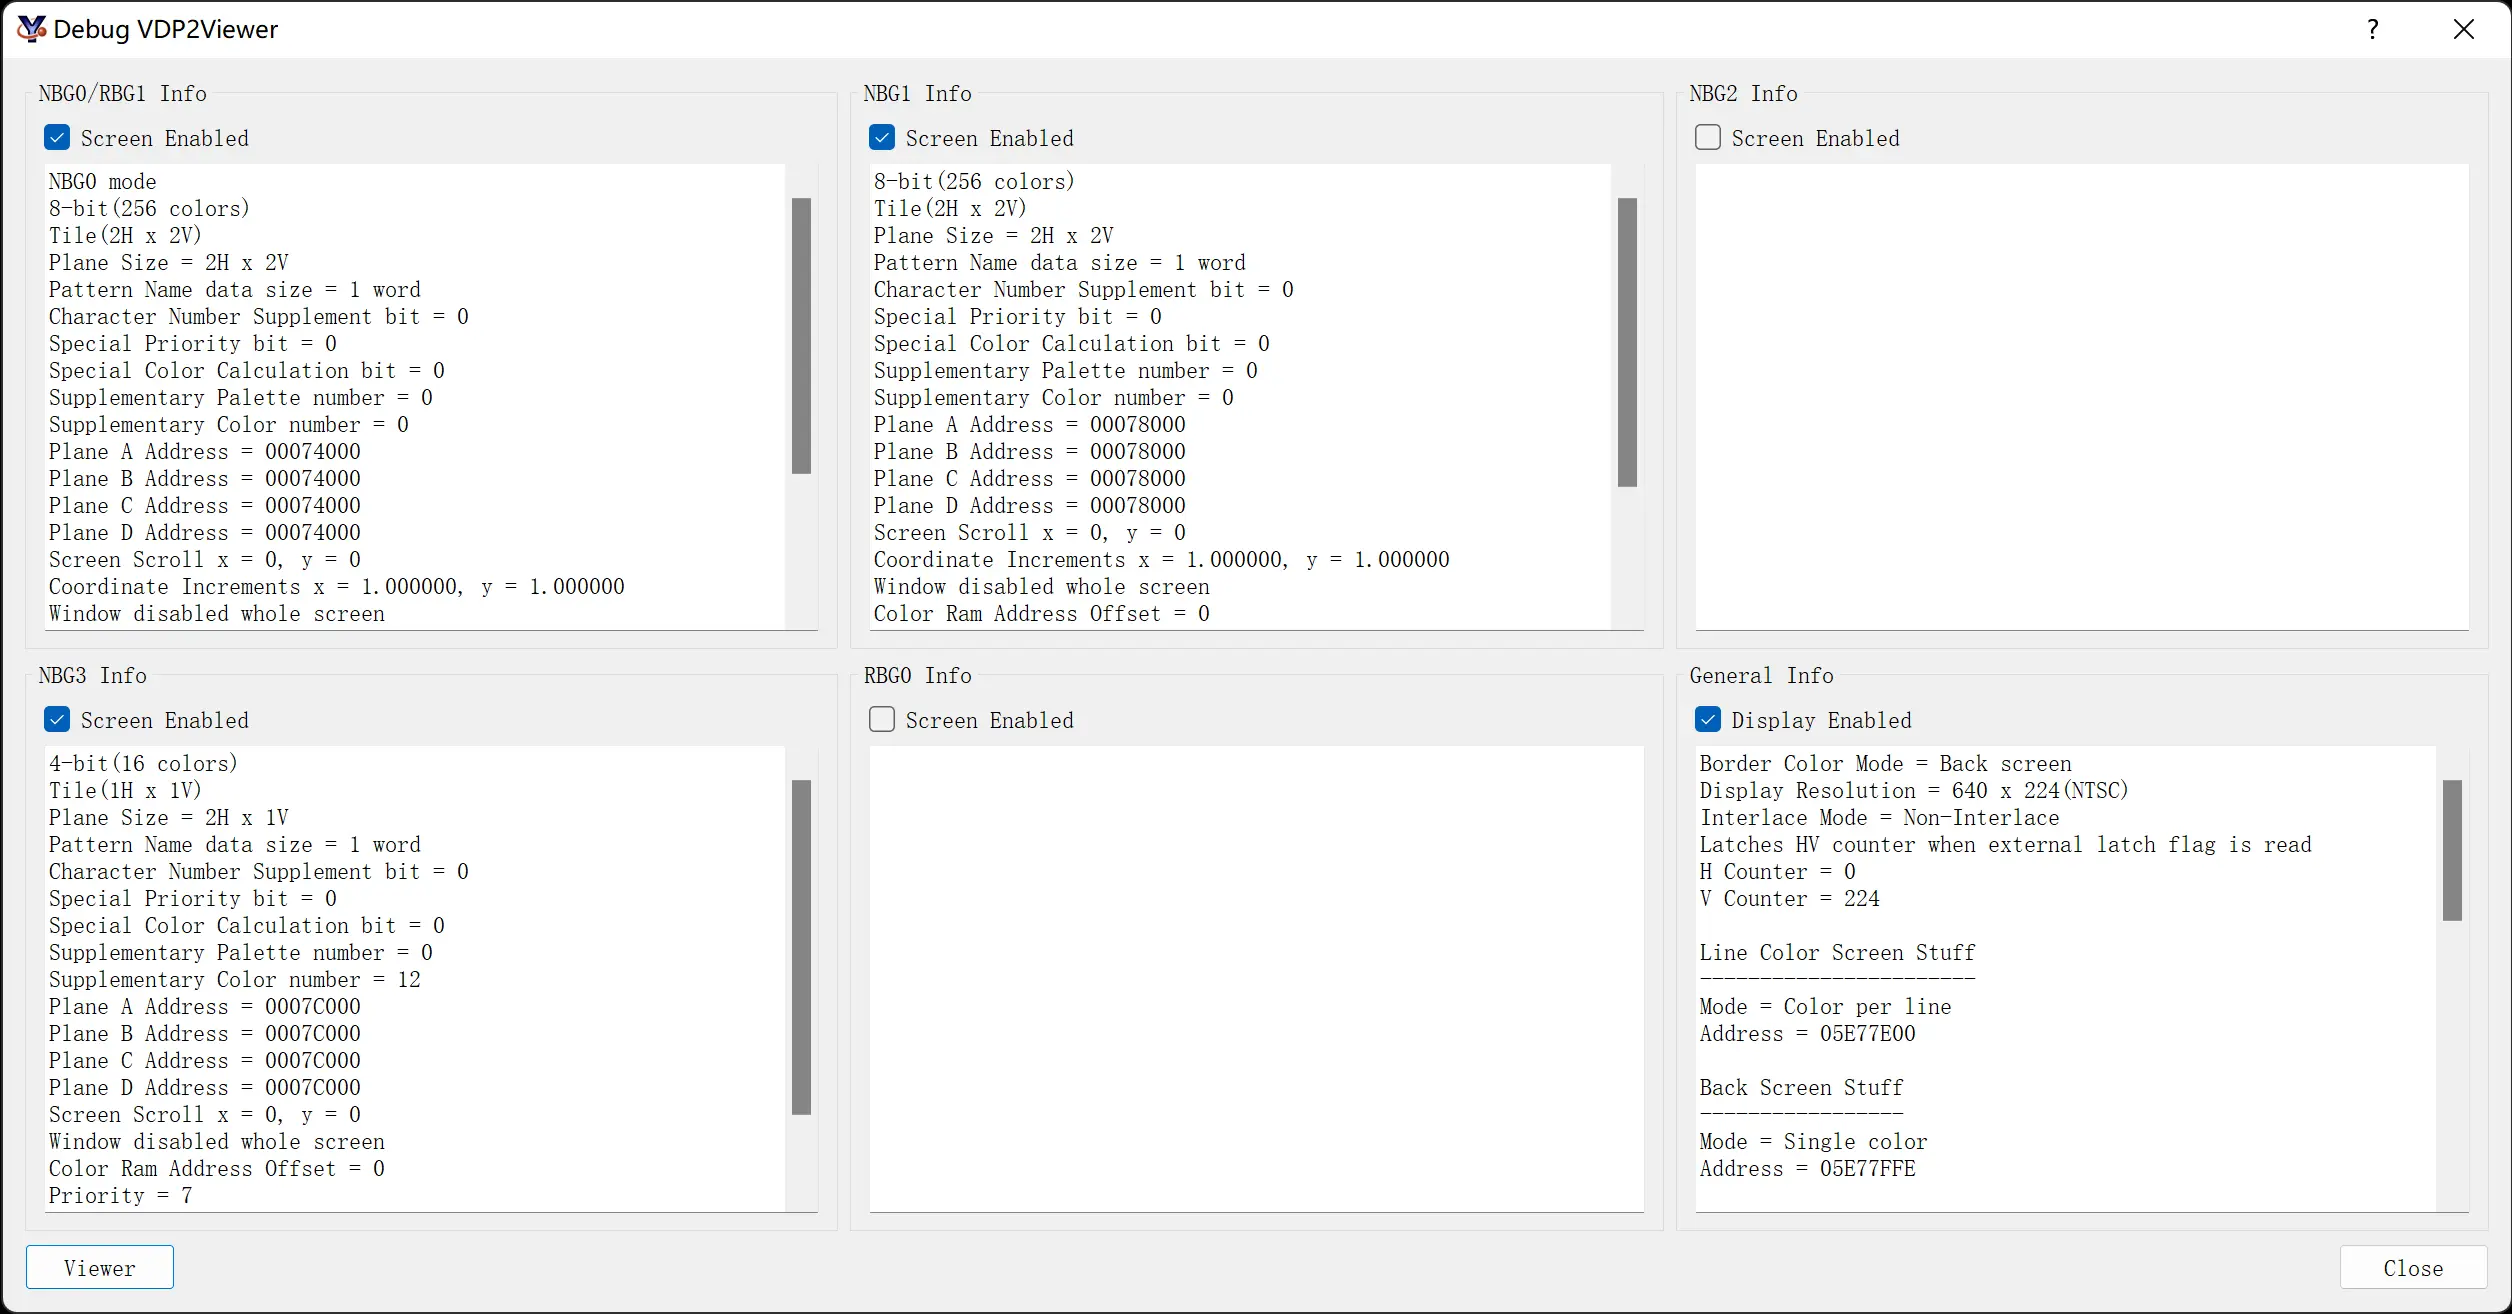 Debug VDP2Viewer
?
NBG0/RBG1 Info
Screen Enabled
NBG0 mode
8-bit(256 colors)
Tile(2H x 2V)
Plane Size = 2H x 2V
Pattern Name data size = 1 word
Character Number Supplement bit = 0
Special Priority bit = 0
Special Color Calculation bit = 0
Supplementary Palette number = 0
Supplementary Color number = 0
Plane A Address = 00074000
Plane B Address = 00074000
Plane C Address = 00074000
Plane D Address = 00074000
Screen Scroll x = 0, y = 0
Coordinate Increments x = 1.000000, y = 1.000000
Window disabled whole screen
NBG1 Info
Screen Enabled
8-bit(256 colors)
Tile(2H x 2V)
Plane Size = 2H x 2V
Pattern Name data size = 1 word
Character Number Supplement bit = 0
Special Priority bit = 0
Special Color Calculation bit = 0
Supplementary Palette number = 0
Supplementary Color number = 0
Plane A Address = 00078000
Plane B Address = 00078000
Plane C Address = 00078000
Plane D Address = 00078000
Screen Scroll x = 0, y = 0
Coordinate Increments x = 1.000000, y = 1.000000
Window disabled whole screen
Color Ram Address Offset = 0
NBG2 Info
Screen Enabled
NBG3 Info
Screen Enabled
4-bit(16 colors)
Tile(1H x 1V)
Plane Size = 2H x 1V
Pattern Name data size = 1 word
Character Number Supplement bit = 0
Special Priority bit = 0
Special Color Calculation bit = 0
Supplementary Palette number = 0
Supplementary Color number = 12
Plane A Address = 0007C000
Plane B Address = 0007C000
Plane C Address = 0007C000
Plane D Address = 0007C000
Screen Scroll x = 0, y = 0
Window disabled whole screen
Color Ram Address Offset = 0
Priority = 7
RBG0 Info
Screen Enabled
General Info
Display Enabled
Border Color Mode = Back screen
Display Resolution = 640 x 224(NTSC)
Interlace Mode = Non-Interlace
Latches HV counter when external latch flag is read
H Counter = 0
V Counter = 224
Line Color Screen Stuff
-----------------------
Mode = Color per line
Address = 05E77E00
Back Screen Stuff
-----------------
Mode = Single color
Address = 05E77FFE
Viewer
Close